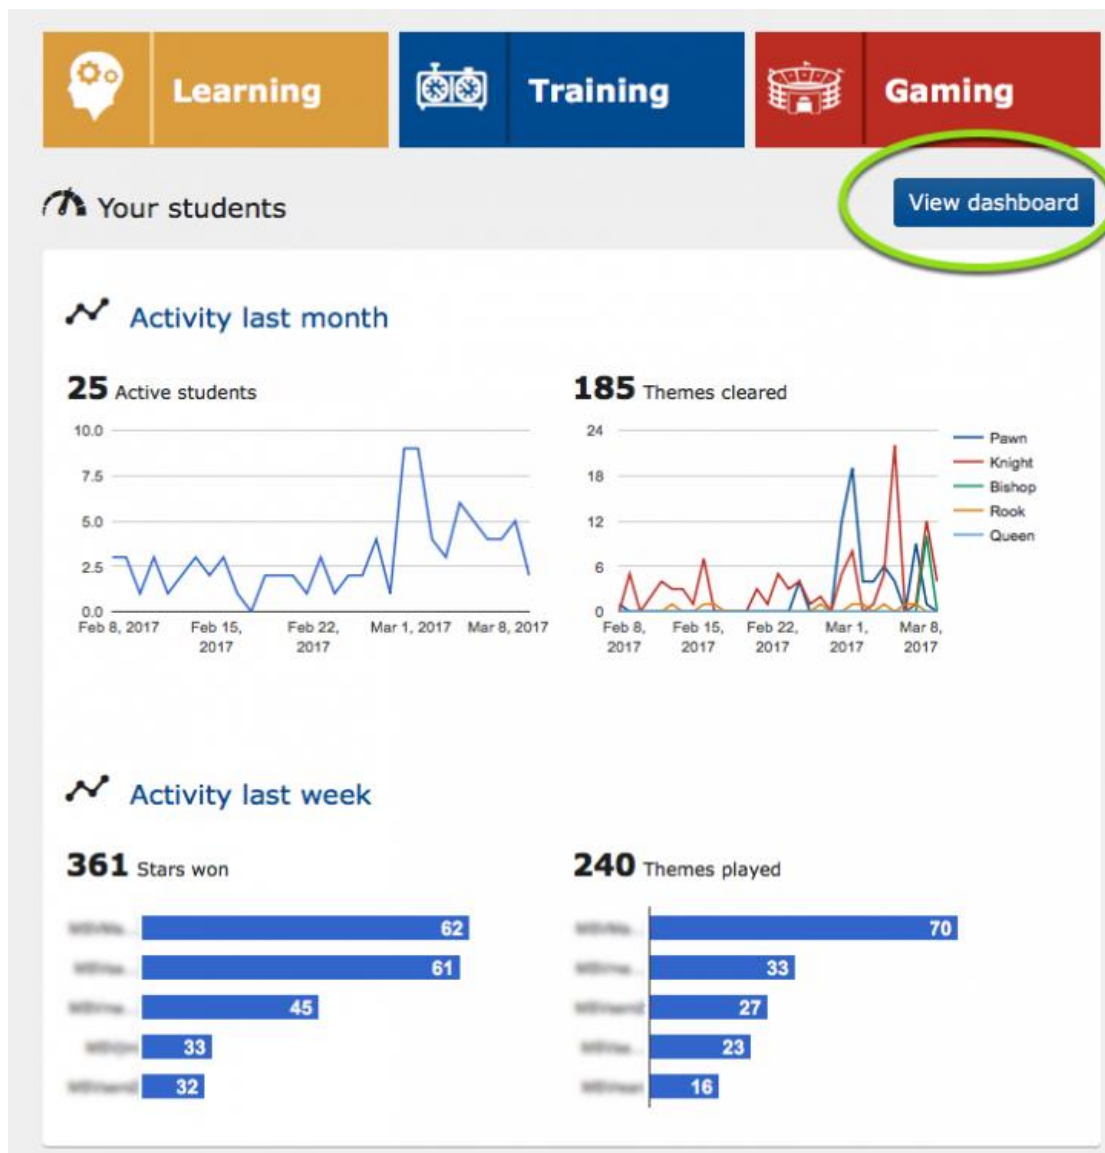 Learning
Training
Gaming
Your students
View dashboard
Activity last month
25 Active students
10.0
7.5
5.0
2.5
0.0
Feb 8, 2017
Feb 15,
2017
Feb 22,
2017
Mar 1, 2017
Mar 8, 2017
185 Themes cleared
24
18
12
6
0
Feb 8,
2017
Feb 15,
2017
Feb 22,
2017
Mar 1,
2017
Mar 8,
2017
Pawn
Knight
Bishop
Rook
Queen
Activity last week
361 Stars won
62
61
45
33
32
240 Themes played
70
33
27
23
16